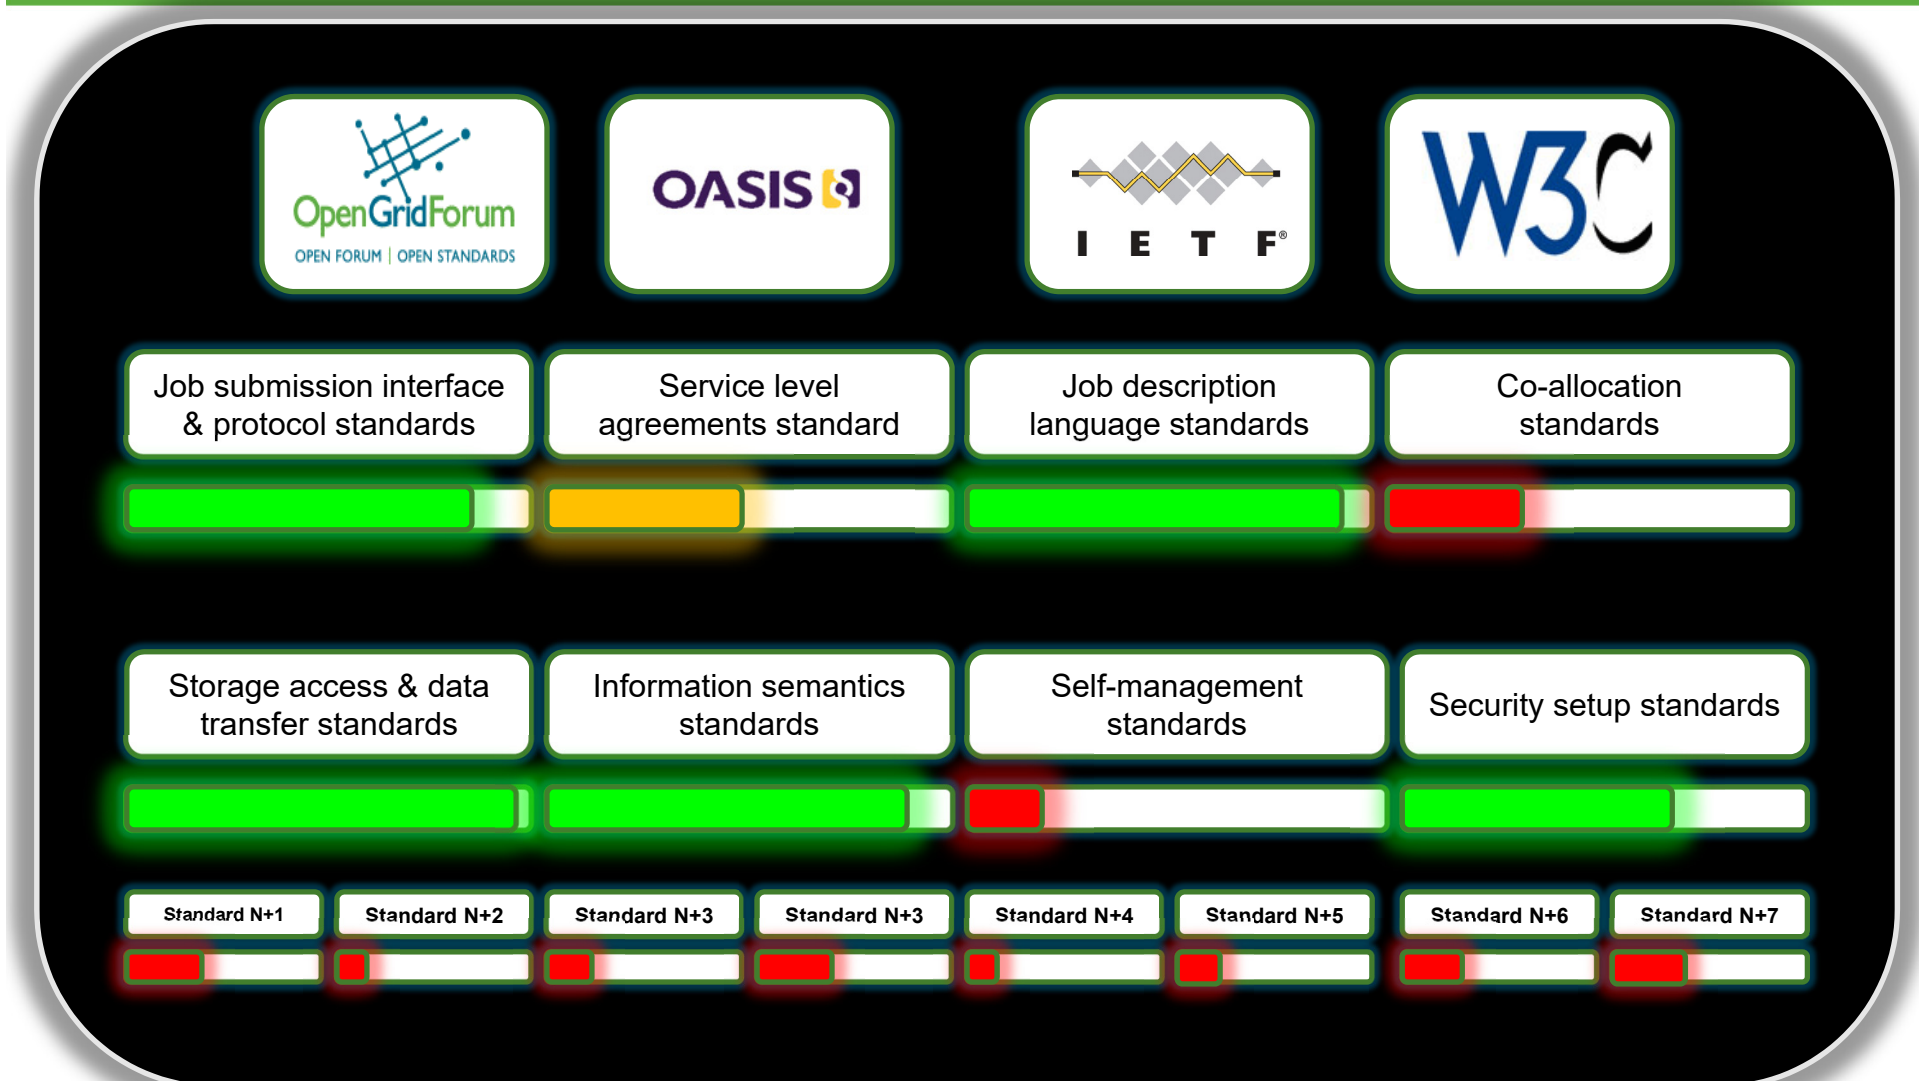 OpenGridForum
OPEN FORUM | OPEN STANDARDS
OASIS
I E T F®
W3C
Job submission interface
& protocol standards
Service level
agreements standard
Job description
language standards
Co-allocation
standards
Storage access & data
transfer standards
Information semantics
standards
Self-management
standards
Security setup standards
Standard N+1
Standard N+2
Standard N+3
Standard N+3
Standard N+4
Standard N+5
Standard N+6
Standard N+7